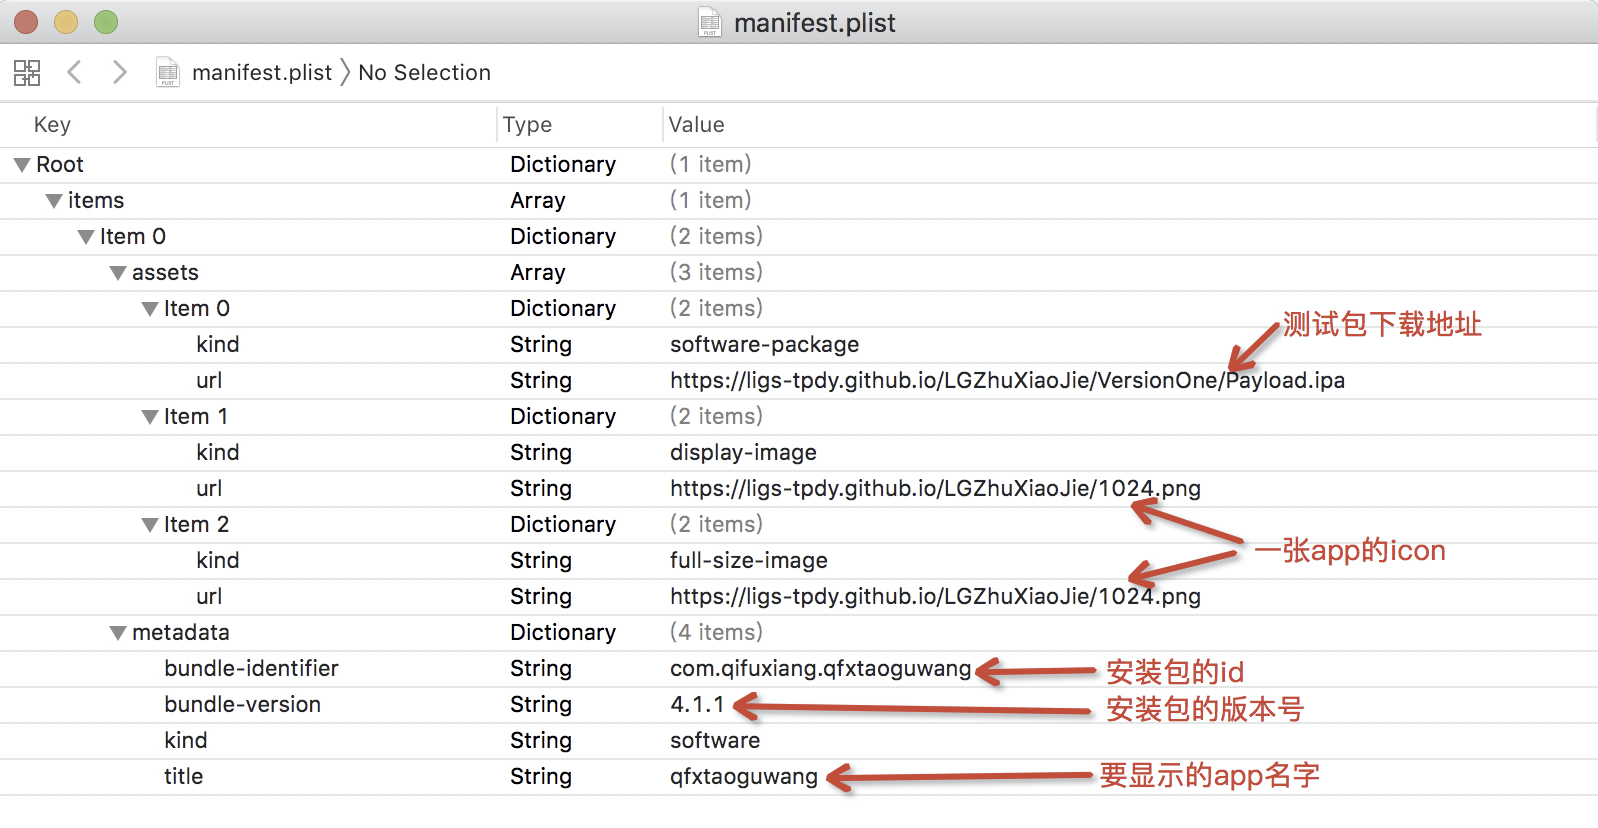 manifest.plist
manifest.plist 〉No Selection
Key Type Value
Root Dictionary (1 item)
items Array (1 item)
Item 0 Dictionary (2 items)
assets Array (3 items)
Item 0 Dictionary (2 items)
测试包下载地址
kind String software-package
url String https://ligs-tpdy.github.io/LGZhuXiaoJie/VersionOne/Payload.ipa
Item 1 Dictionary (2 items)
kind String display-image
url String https://ligs-tpdy.github.io/LGZhuXiaoJie/1024.png
Item 2 Dictionary (2 items)
一张app的icon
kind String full-size-image
url String https://ligs-tpdy.github.io/LGZhuXiaoJie/1024.png
metadata Dictionary (4 items)
bundle-identifier String com.qifuxiang.qfxtaoguwang 安装包的id
bundle-version String 4.1.1 安装包的版本号
kind String software
title String qfxtaoguwang 要显示的app名字